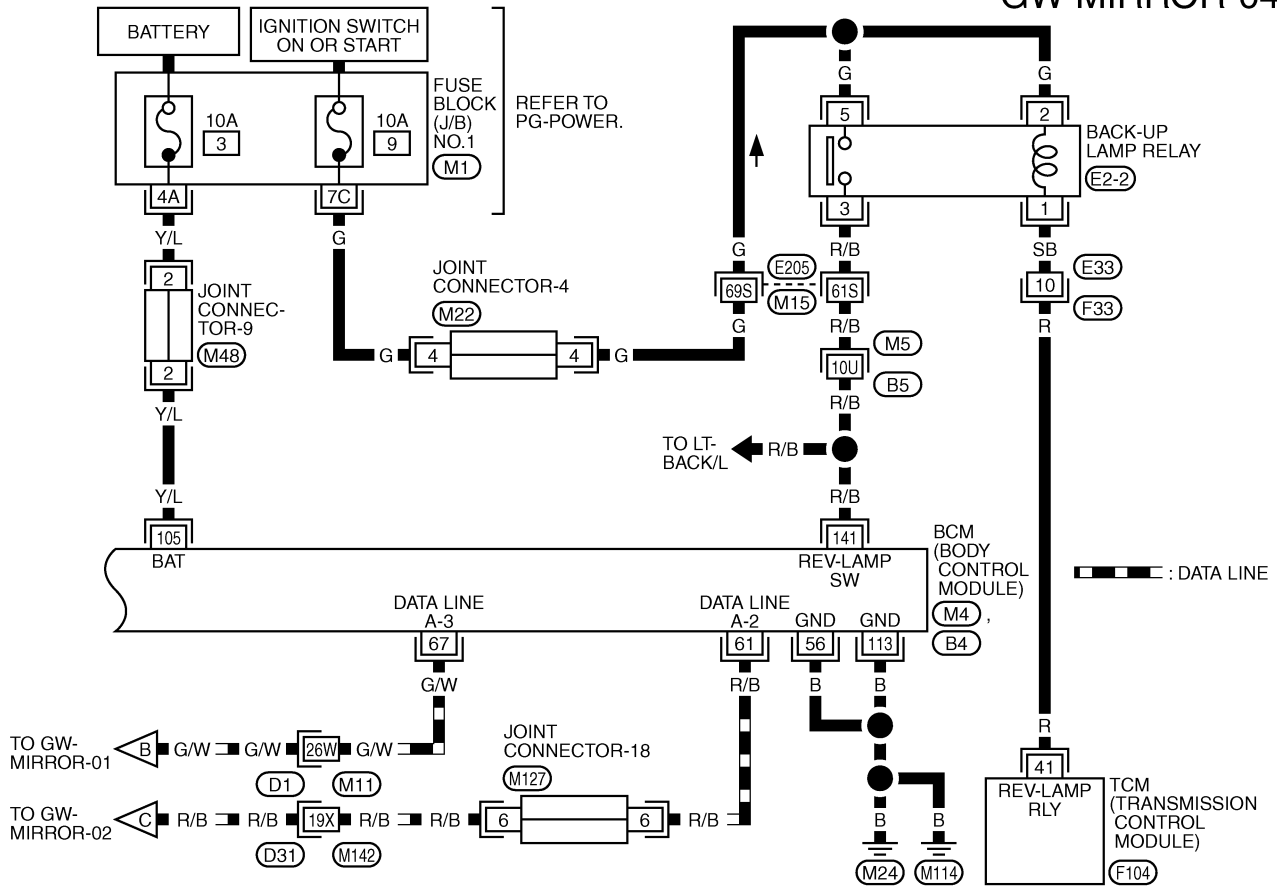 GW-MIRROR-04
BATTERY
IGNITION SWITCH
ON OR START
FUSE
BLOCK
(J/B)
NO.1
M1
REFER TO
PG-POWER.
10A
3
10A
9
4A
7C
Y/L
G
2
JOINT
CONNEC-
TOR-9
M48
2
Y/L
Y/L
JOINT
CONNECTOR-4
M22
G
4
4
G
G
G
5
2
BACK-UP
LAMP RELAY
E2-2
3
1
G
R/B
SB
69S
E205
M15
61S
10
E33
F33
G
R/B
R
10U
M5
B5
R/B
TO LT-
BACK/L
R/B
R/B
105
BAT
141
REV-LAMP
SW
BCM
(BODY
CONTROL
MODULE)
M4 ,
B4
: DATA LINE
DATA LINE
A-3
DATA LINE
A-2
GND
GND
67
61
56
113
G/W
R/B
B
B
TO GW-
MIRROR-01
B
G/W
G/W
26W
G/W
D1
M11
JOINT
CONNECTOR-18
M127
TO GW-
MIRROR-02
C
R/B
R/B
19X
R/B
R/B
6
6
R/B
D31
M142
B
B
M24
M114
R
41
REV-LAMP
RLY
TCM
(TRANSMISSION
CONTROL
MODULE)
F104